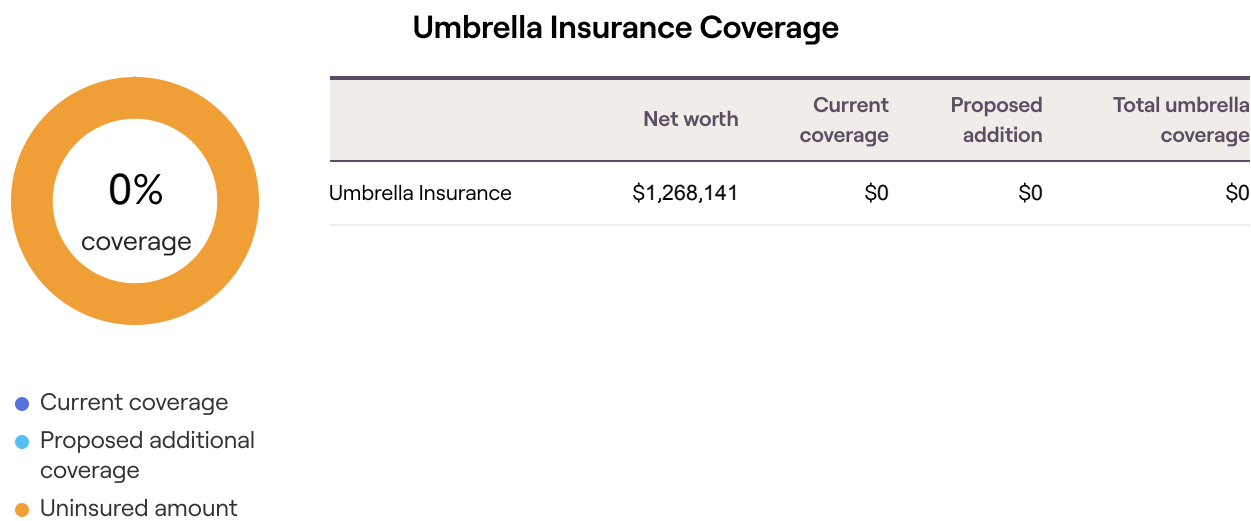 Umbrella Insurance Coverage
0%
coverage
Current coverage
Proposed additional
coverage
Uninsured amount
Net worth
Current
coverage
Proposed
addition
Total umbrella
coverage
Umbrella Insurance $1,268,141 $0 $0 $0